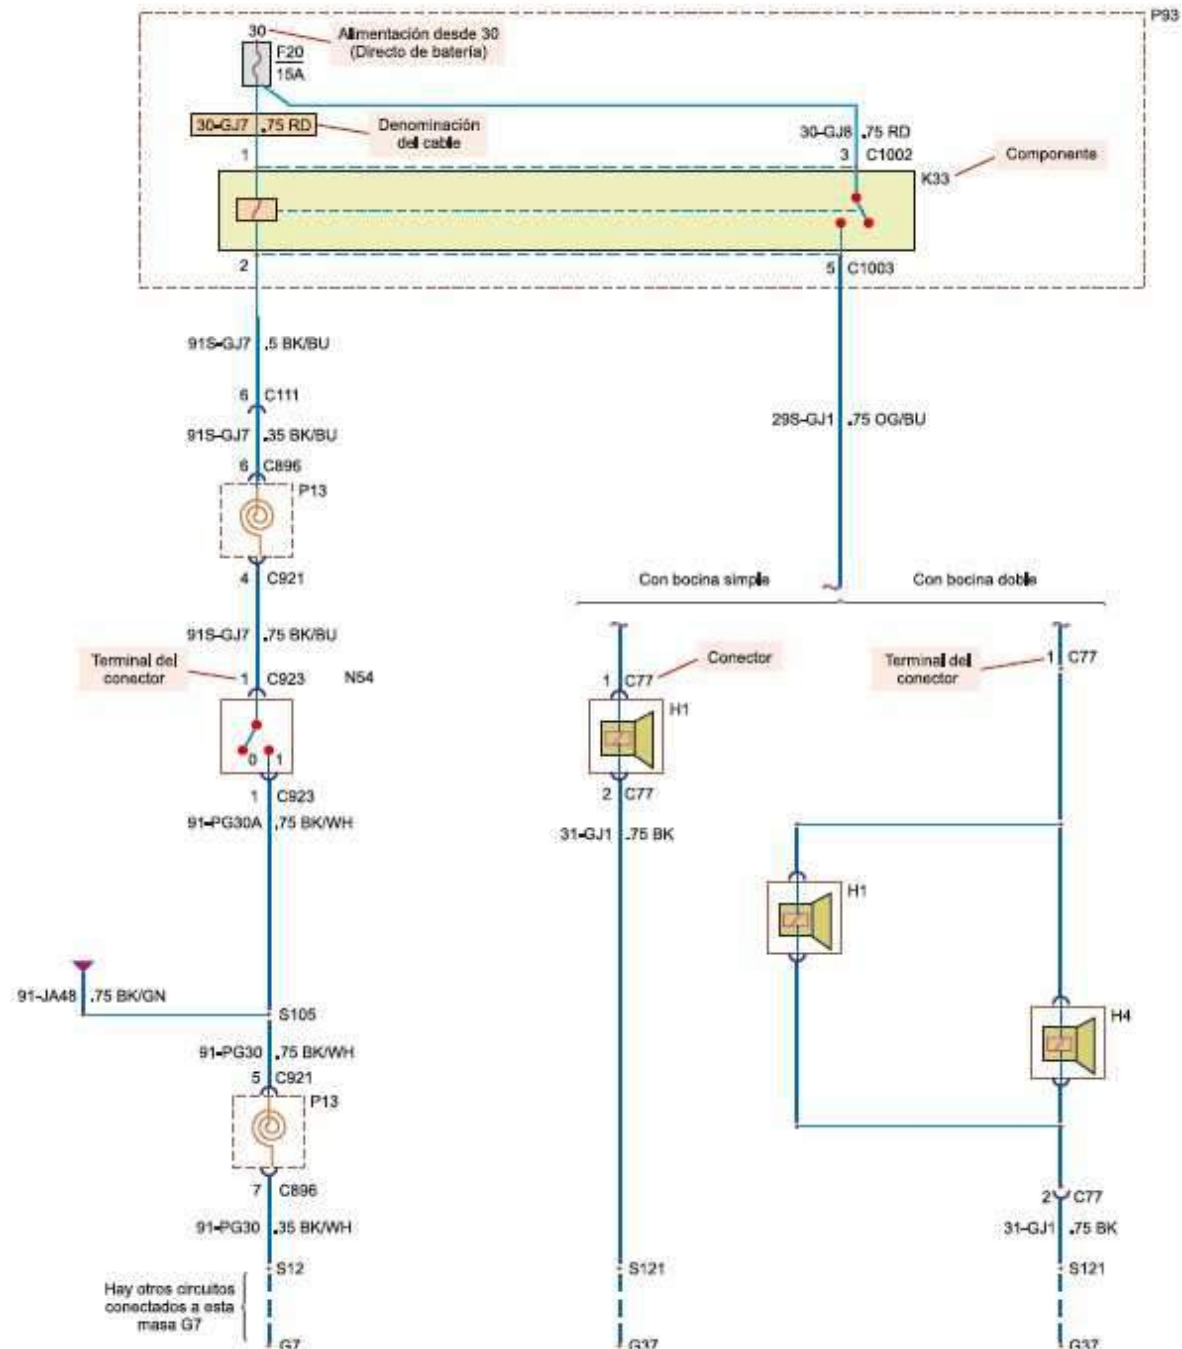 P93
30
Alimentación desde 30
(Directo de batería)
F20
15A
30-GJ7 .75 RD
Denominación
del cable
30-GJ8 .75 RD
1
3 C1002
Componente
K33
2
5 C1003
91S-GJ7 .5 BK/BU
6 C111
29S-GJ1 .75 OG/BU
91S-GJ7 .35 BK/BU
6 C896
P13
4 C921
Con bocina simple
Con bocina doble
91S-GJ7 .75 BK/BU
Terminal del
conector
1 C923
N54
Conector
1 C77
Terminal del
conector
1 C77
H1
0 1
1 C923
2 C77
91-PG30A .75 BK/WH
31-GJ1 .75 BK
H1
91-JA48 .75 BK/GN
S105
H4
91-PG30 .75 BK/WH
5 C921
P13
7 C896
2 C77
91-PG30 .35 BK/WH
31-GJ1 .75 BK
S12
S121
S121
Hay otros circuitos
conectados a esta
masa G7
G7
G37
G37